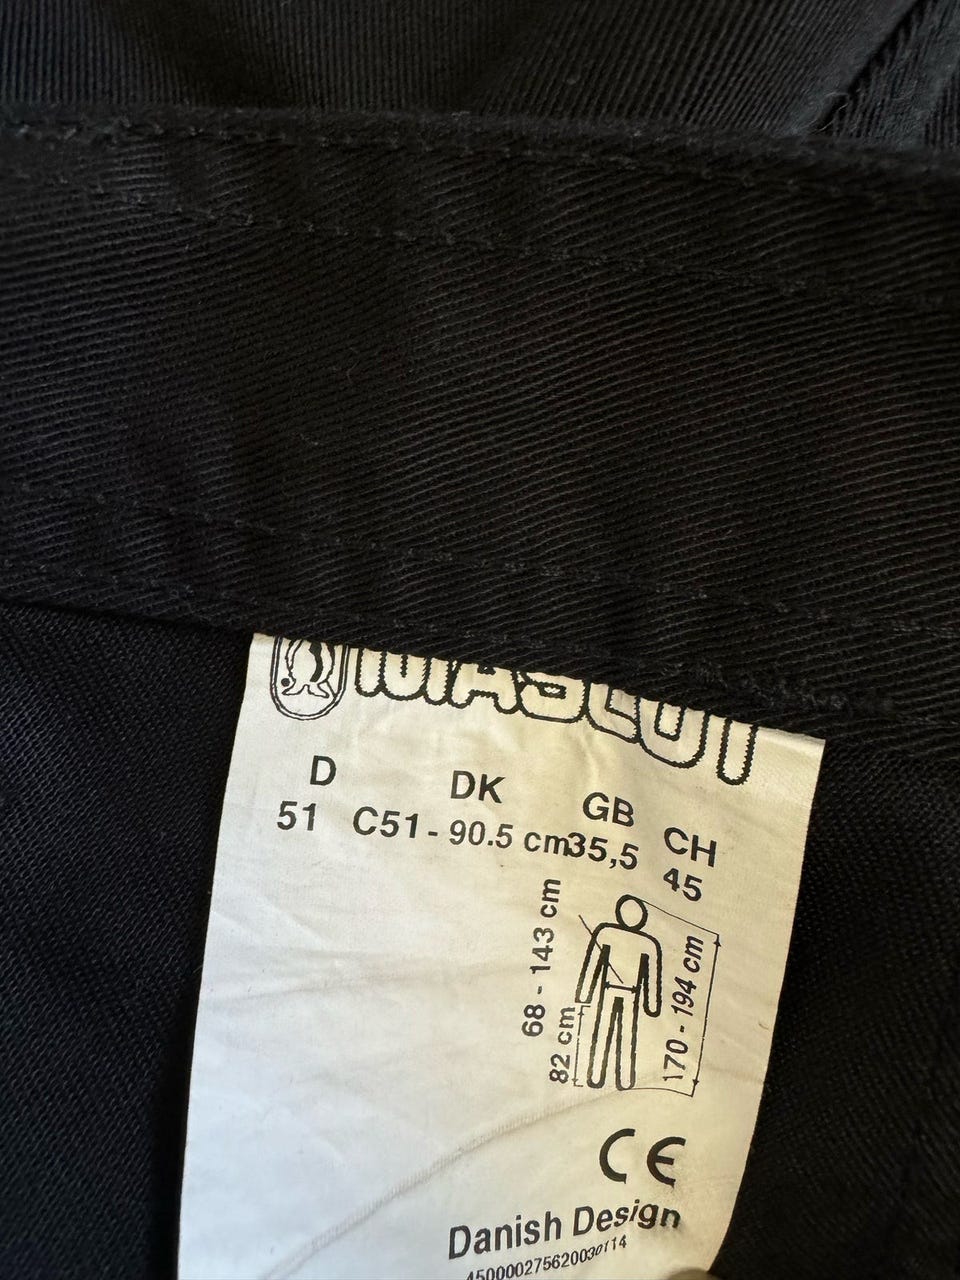 MASCOT
D DK GB CH
51 C51 - 90.5 cm 35,5 45
68 - 143 cm
82 cm
170 - 194 cm
CE
Danish Design
450000275620030114